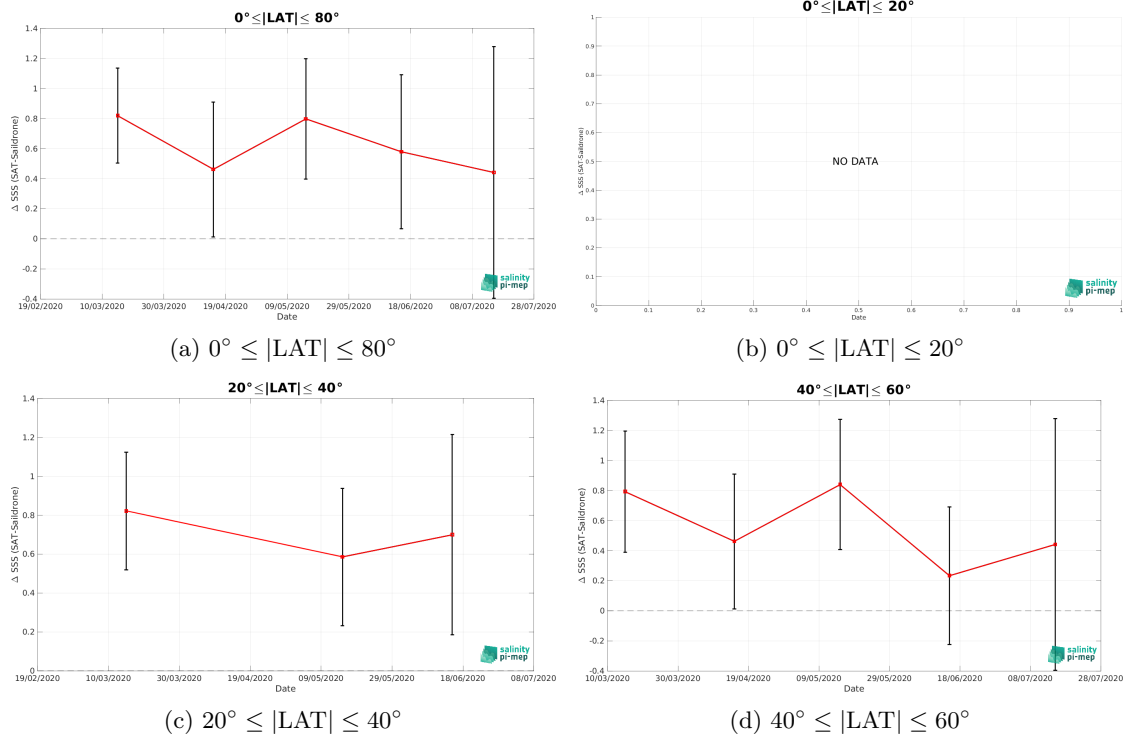 0°≤|LAT|≤ 80°
1.4
1.2
1
0.8
0.6
0.4
0.2
0
-0.2
-0.4
Δ SSS (SAT-Saildrone)
19/02/2020 10/03/2020 30/03/2020 19/04/2020 09/05/2020 29/05/2020 18/06/2020 08/07/2020 28/07/2020
Date
salinity
pi-mep
(a) 0° ≤ |LAT| ≤ 80°
0°≤|LAT|≤ 20°
1
0.9
0.8
0.7
0.6
0.5
0.4
0.3
0.2
0.1
0
Δ SSS (SAT-Saildrone)
NO DATA
0 0.1 0.2 0.3 0.4 0.5 0.6 0.7 0.8 0.9 1
Date
salinity
pi-mep
(b) 0° ≤ |LAT| ≤ 20°
20°≤|LAT|≤ 40°
1.4
1.2
1
0.8
0.6
0.4
0.2
0
Δ SSS (SAT-Saildrone)
19/02/2020 10/03/2020 30/03/2020 19/04/2020 09/05/2020 29/05/2020 18/06/2020 08/07/2020
Date
salinity
pi-mep
(c) 20° ≤ |LAT| ≤ 40°
40°≤|LAT|≤ 60°
1.4
1.2
1
0.8
0.6
0.4
0.2
0
-0.2
-0.4
Δ SSS (SAT-Saildrone)
10/03/2020 30/03/2020 19/04/2020 09/05/2020 29/05/2020 18/06/2020 08/07/2020 28/07/2020
Date
salinity
pi-mep
(d) 40° ≤ |LAT| ≤ 60°